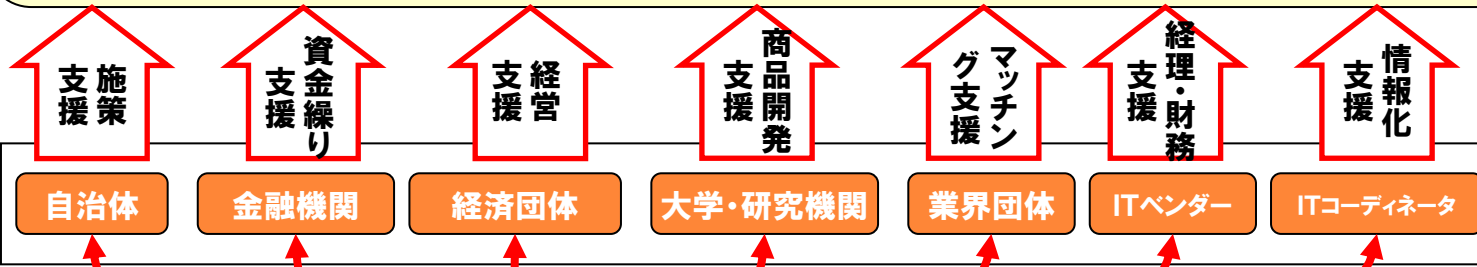 施策
支援
資金繰り
支援
経営
支援
商品開発
支援
マッチン
グ支援
経理・財務
支援
情報化
支援
自治体
金融機関
経済団体
大学・研究機関
業界団体
ITベンダー
ITコーディネータ